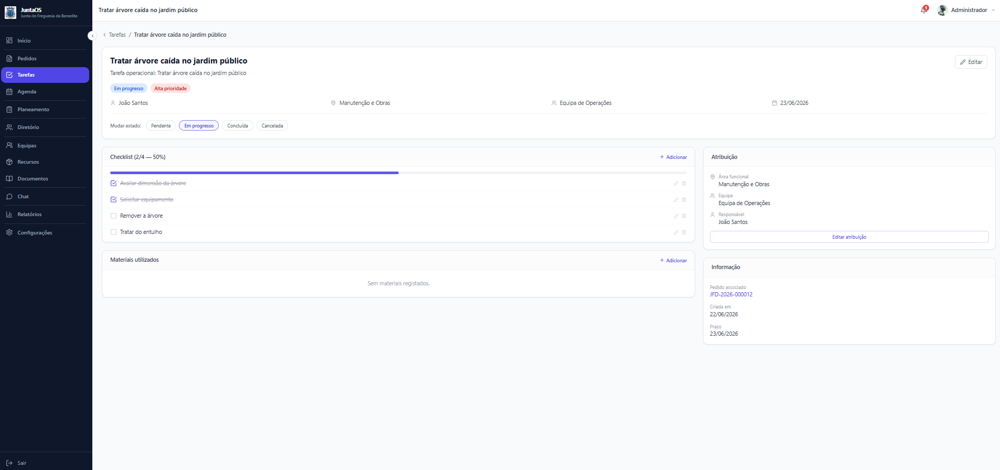 JuntaOS
Junta de Freguesia da Benedita
Início
Pedidos
Tarefas
Agenda
Planeamento
Diretório
Equipas
Recursos
Documentos
Chat
Relatórios
Configurações
Sair
Tratar árvore caída no jardim público
1
Administrador
Tarefas / Tratar árvore caída no jardim público
Tratar árvore caída no jardim público
Editar
Tarefa operacional: Tratar árvore caída no jardim público
Em progresso
Alta prioridade
João Santos
Manutenção e Obras
Equipa de Operações
23/06/2026
Mudar estado:
Pendente
Em progresso
Concluída
Cancelada
Checklist (2/4 — 50%)
+ Adicionar
Avaliar dimensão da árvore
Solicitar equipamento
Remover a árvore
Tratar do entulho
Materiais utilizados
+ Adicionar
Sem materiais registados.
Atribuição
Área funcional
Manutenção e Obras
Equipa
Equipa de Operações
Responsável
João Santos
Editar atribuição
Informação
Pedido associado
JFD-2026-000012
Criada em
22/06/2026
Prazo
23/06/2026